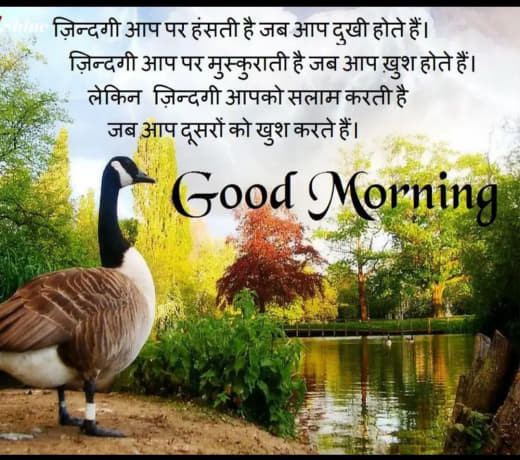 ज़िन्दगी आप पर हंसती है जब आप दुखी होते हैं।
ज़िन्दगी आप पर मुस्कुराती है जब आप ख़ुश होते हैं।
लेकिन ज़िन्दगी आपको सलाम करती है
जब आप दूसरों को खुश करते हैं।
Good Morning